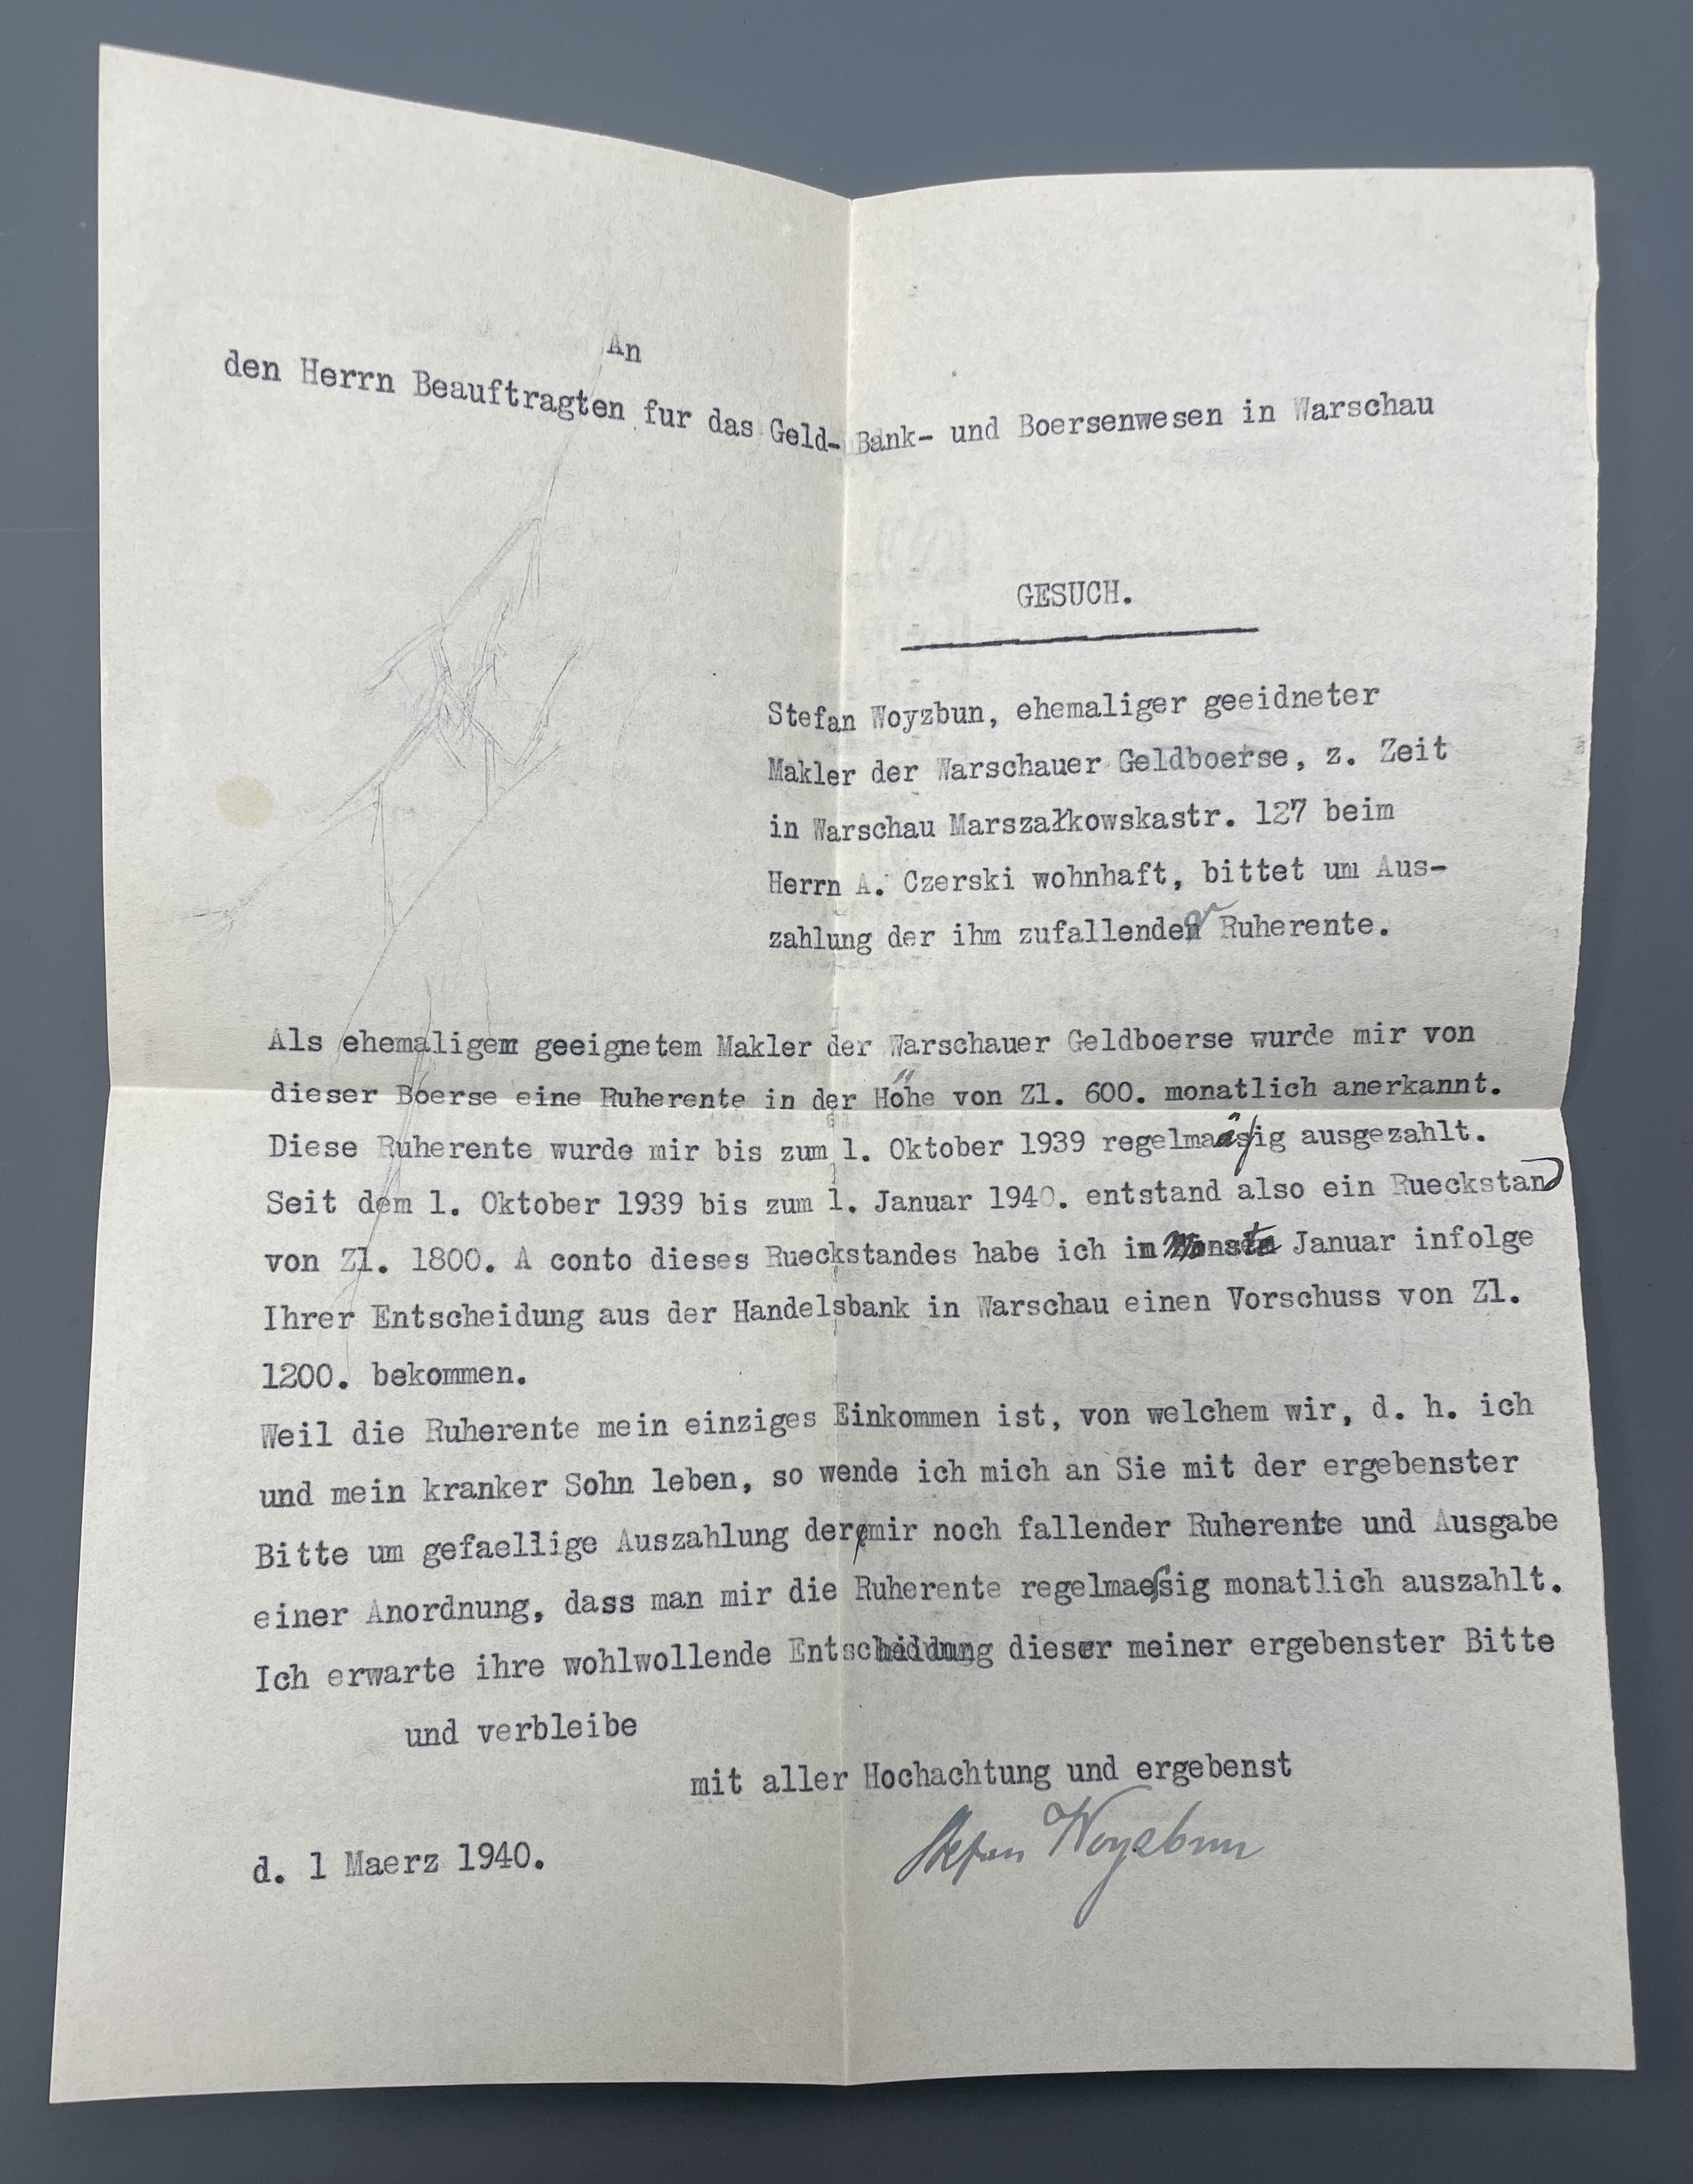 An
den Herrn Beauftragten fur das Geld- Bank- und Boersenwesen in Warschau
GESUCH.
Stefan Woyzbun, ehemaliger geeidneter
Makler der Warschauer Geldboerse, z. Zeit
in Warschau Marszałkowskastr. 127 beim
Herrn A. Czerski wohnhaft, bittet um Aus-
zahlung der ihm zufallender Ruherente.
Als ehemaligem geeignetem Makler der Warschauer Geldboerse wurde mir von
dieser Boerse eine Ruherente in der Höhe von Zl. 600. monatlich anerkannt.
Diese Ruherente wurde mir bis zum 1. Oktober 1939 regelmaäsig ausgezahlt.
Seit dem 1. Oktober 1939 bis zum 1. Januar 1940. entstand also ein Rueckstand
von Zl. 1800. A conto dieses Rueckstandes habe ich in Januar infolge
Ihrer Entscheidung aus der Handelsbank in Warschau einen Vorschuss von Zl.
1200. bekommen.
Weil die Ruherente mein einziges Einkommen ist, von welchem wir, d. h. ich
und mein kranker Sohn leben, so wende ich mich an Sie mit der ergebenster
Bitte um gefaellige Auszahlung der mir noch fallender Ruherente und Ausgabe
einer Anordnung, dass man mir die Ruherente regelmaessig monatlich auszahlt.
Ich erwarte ihre wohlwollende Entscheidung dieser meiner ergebenster Bitte
und verbleibe
mit aller Hochachtung und ergebenst
Stefan Woyzbun
d. 1 Maerz 1940.